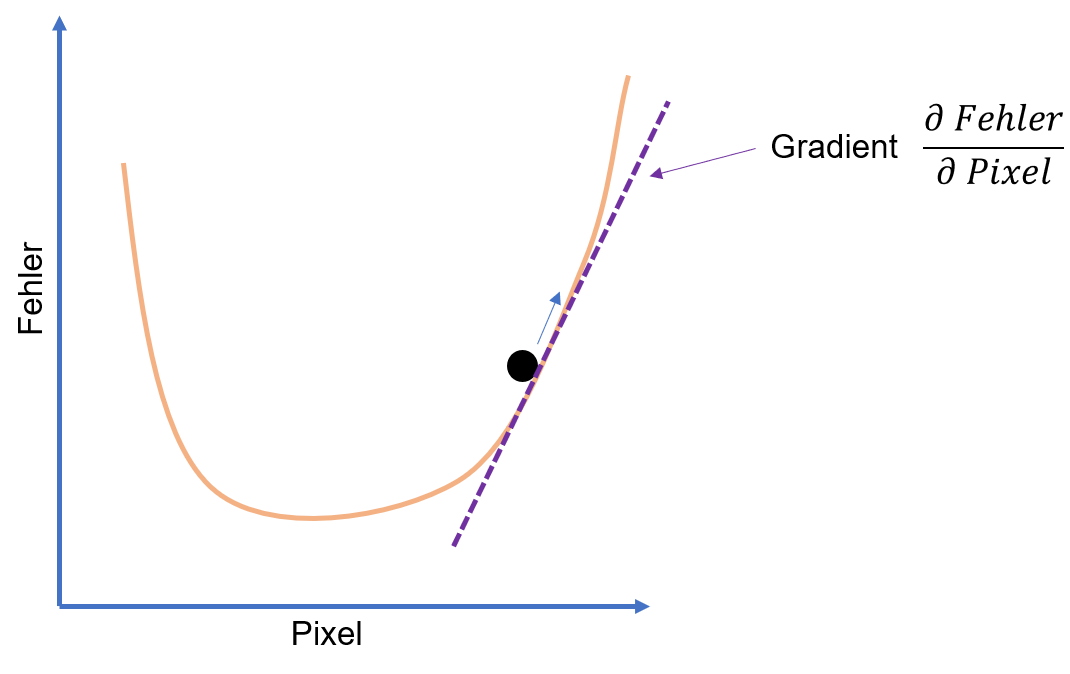 Gradient
∂ Fehler
∂ Pixel
Fehler
Pixel